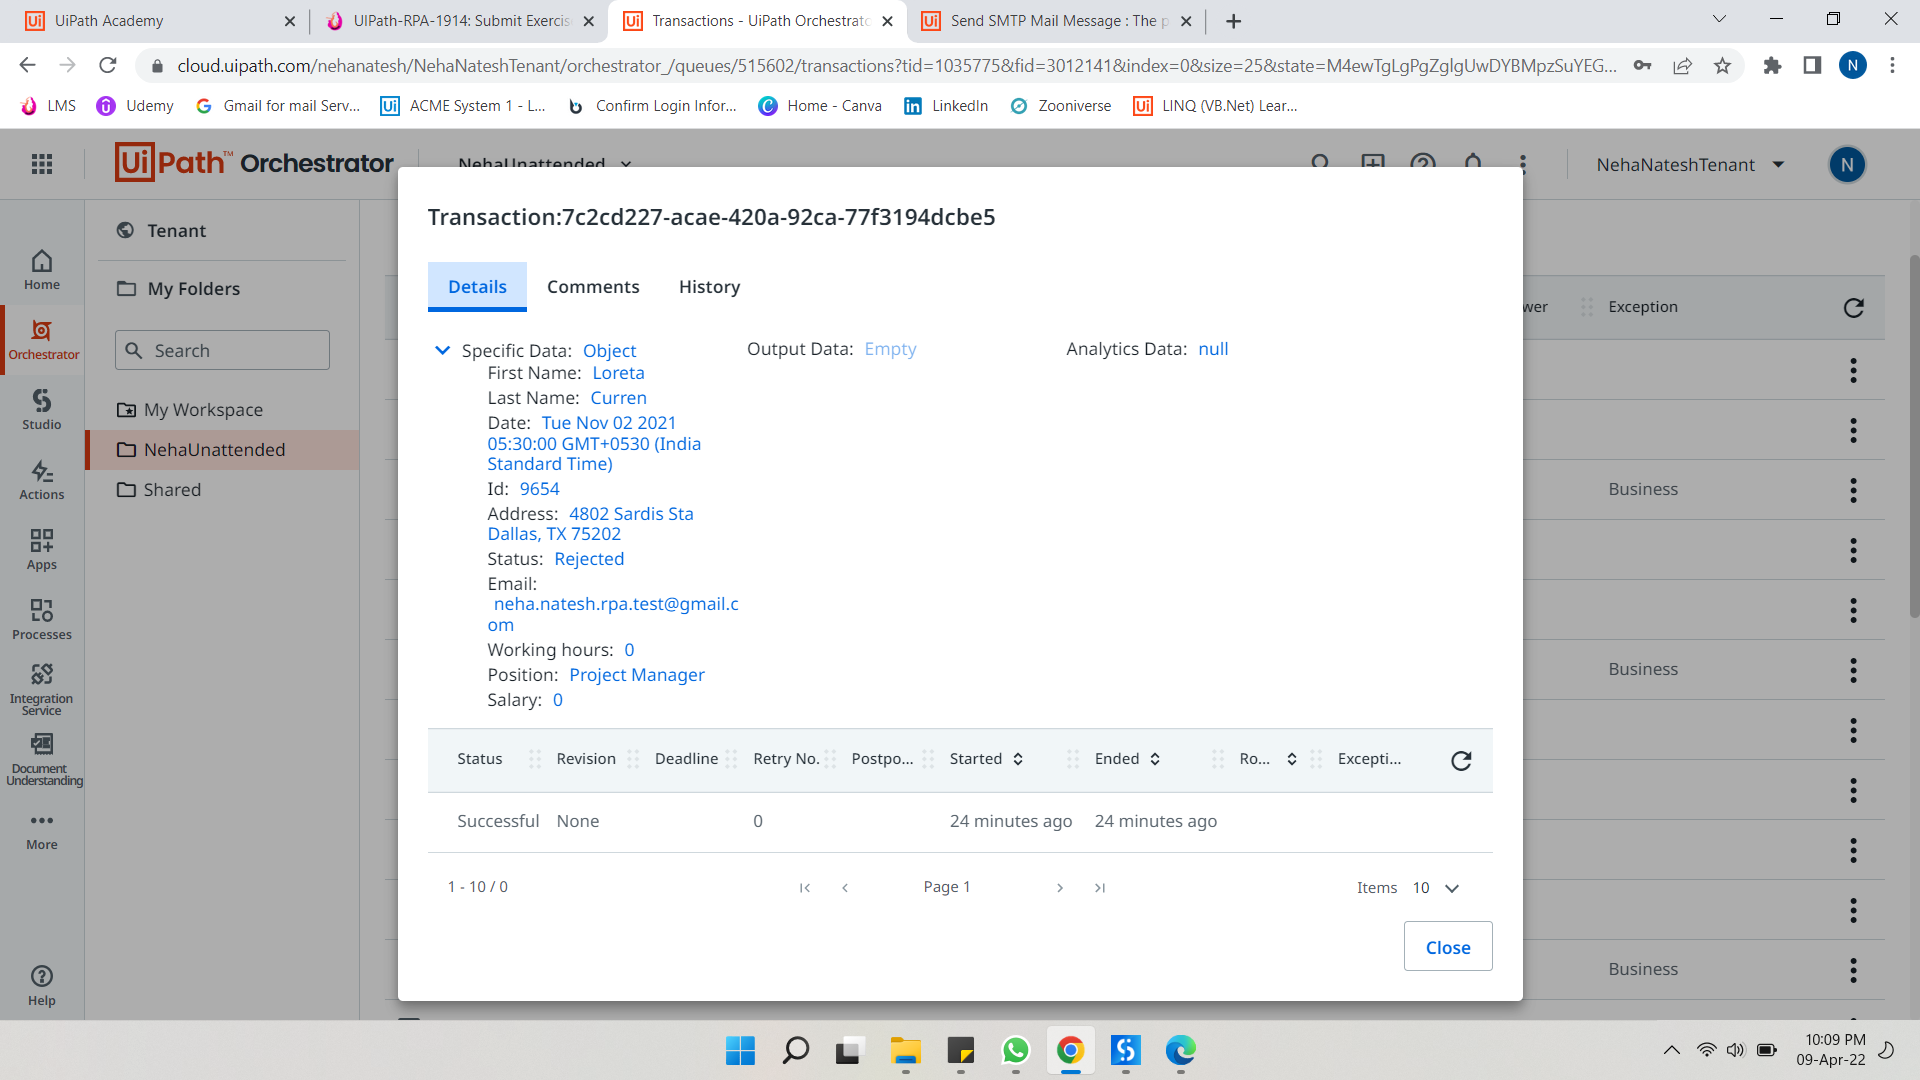 UiPath Academy
UIPath-RPA-1914: Submit Exercis
Transactions - UiPath Orchestrato
Send SMTP Mail Message : The p
cloud.uipath.com/nehanatesh/NehaNateshTenant/orchestrator_/queues/515602/transactions?tid=1035775&fid=3012141&index=0&size=25&state=M4ewTgLgPgZglgUwDYBMpzSuYEG...
N
LMS
Udemy
Gmail for mail Serv...
ACME System 1 - L...
Confirm Login Infor...
Home - Canva
LinkedIn
Zooniverse
LINQ (VB.Net) Lear...
UiPath™ Orchestrator
NehaUnattended
NehaNateshTenant
N
Home
Orchestrator
Studio
Actions
Apps
Processes
Integration
Service
Document
Understanding
More
Help
Tenant
My Folders
Search
My Workspace
NehaUnattended
Shared
wer
Exception
Business
Business
Business
Transaction:7c2cd227-acae-420a-92ca-77f3194dcbe5
Details
Comments
History
Specific Data: Object
Output Data: Empty
Analytics Data: null
First Name: Loreta
Last Name: Curren
Date: Tue Nov 02 2021
05:30:00 GMT+0530 (India
Standard Time)
Id: 9654
Address: 4802 Sardis Sta
Dallas, TX 75202
Status: Rejected
Email:
neha.natesh.rpa.test@gmail.c
om
Working hours: 0
Position: Project Manager
Salary: 0
Status Revision Deadline Retry No. Postpo... Started Ended Ro... Excepti...
Successful None 0 24 minutes ago 24 minutes ago
1 - 10 / 0
Page 1
Items 10
Close
10:09 PM
09-Apr-22